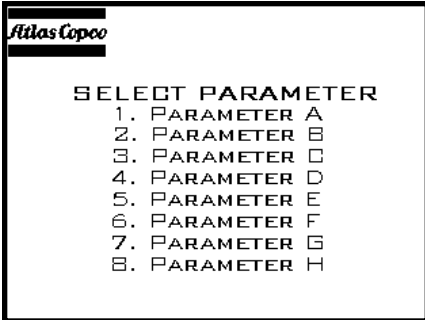 Atlas Copco
SELECT PARAMETER
1. PARAMETER A
2. PARAMETER B
3. PARAMETER C
4. PARAMETER D
5. PARAMETER E
6. PARAMETER F
7. PARAMETER G
8. PARAMETER H